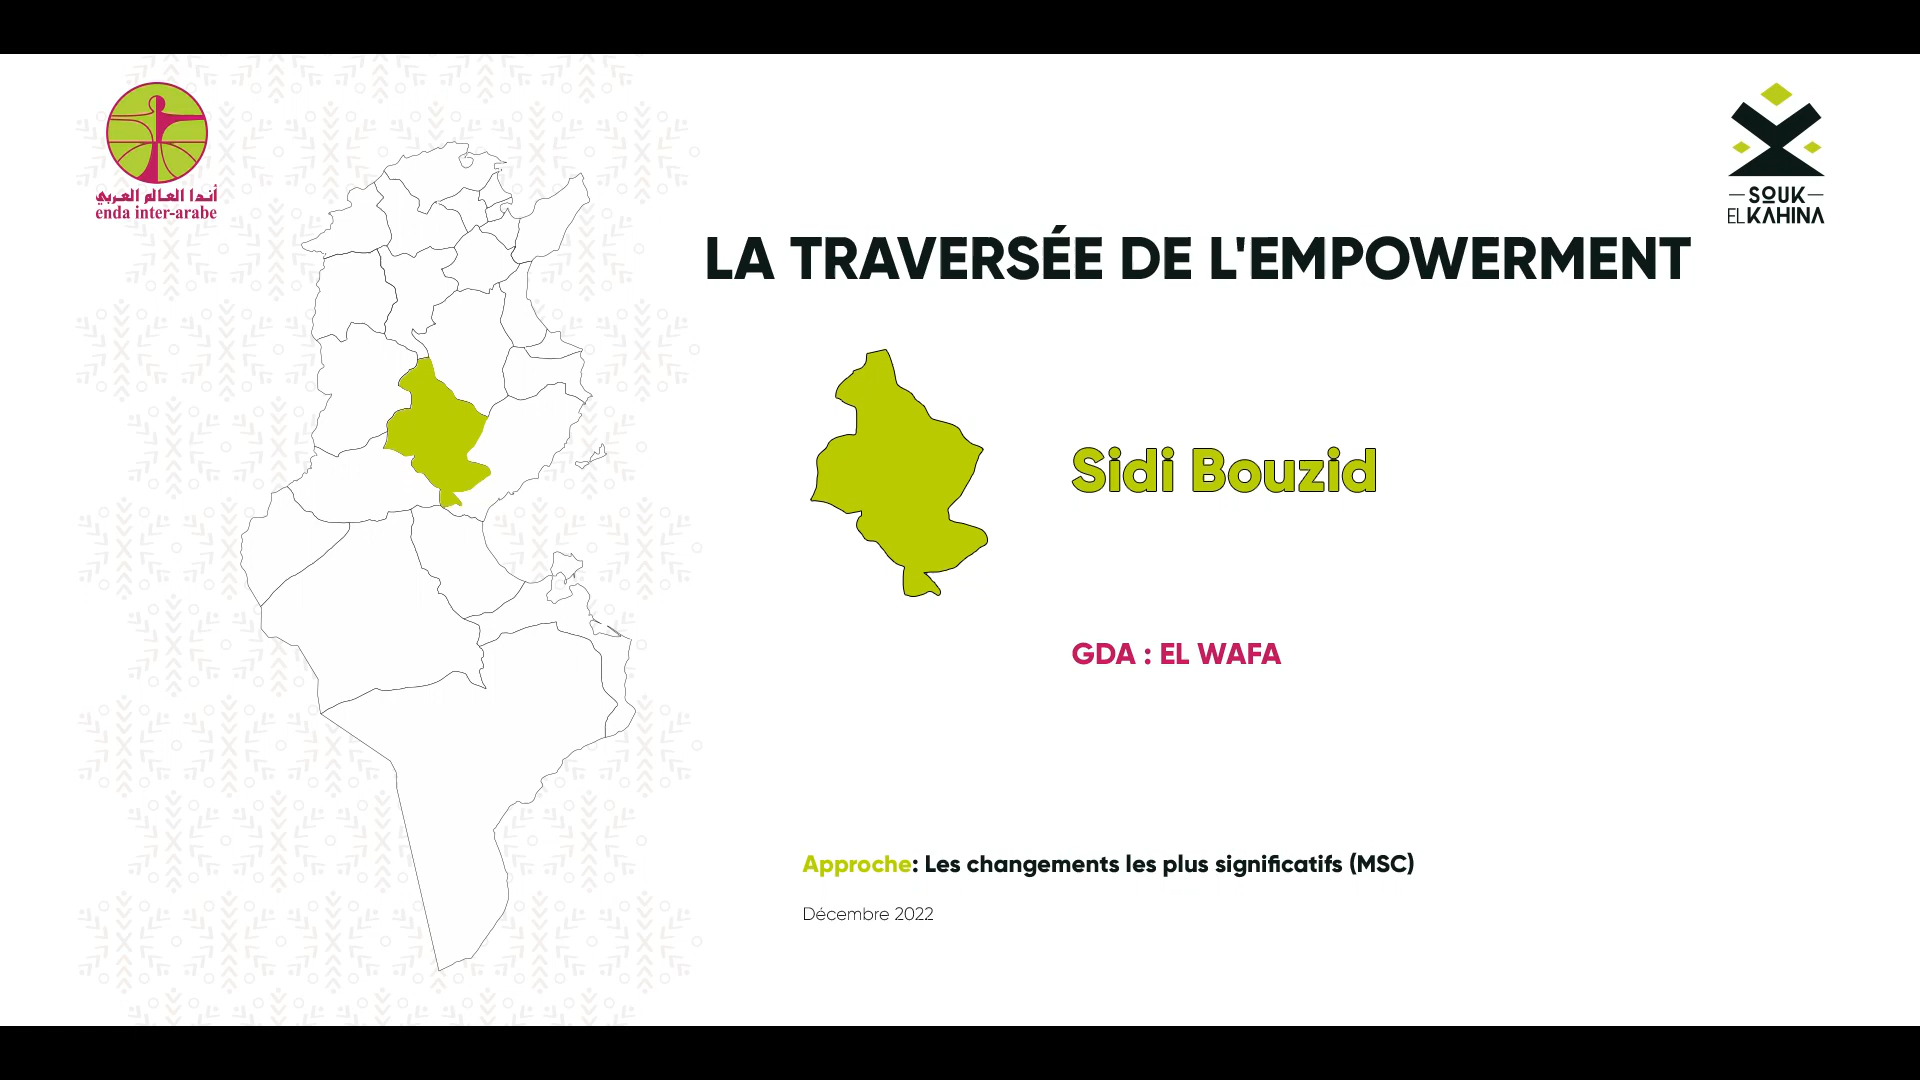 أندا العالم العربي
enda inter-arabe
SOUK
EL KAHINA
LA TRAVERSÉE DE L'EMPOWERMENT
Sidi Bouzid
GDA : EL WAFA
Approche: Les changements les plus significatifs (MSC)
Décembre 2022